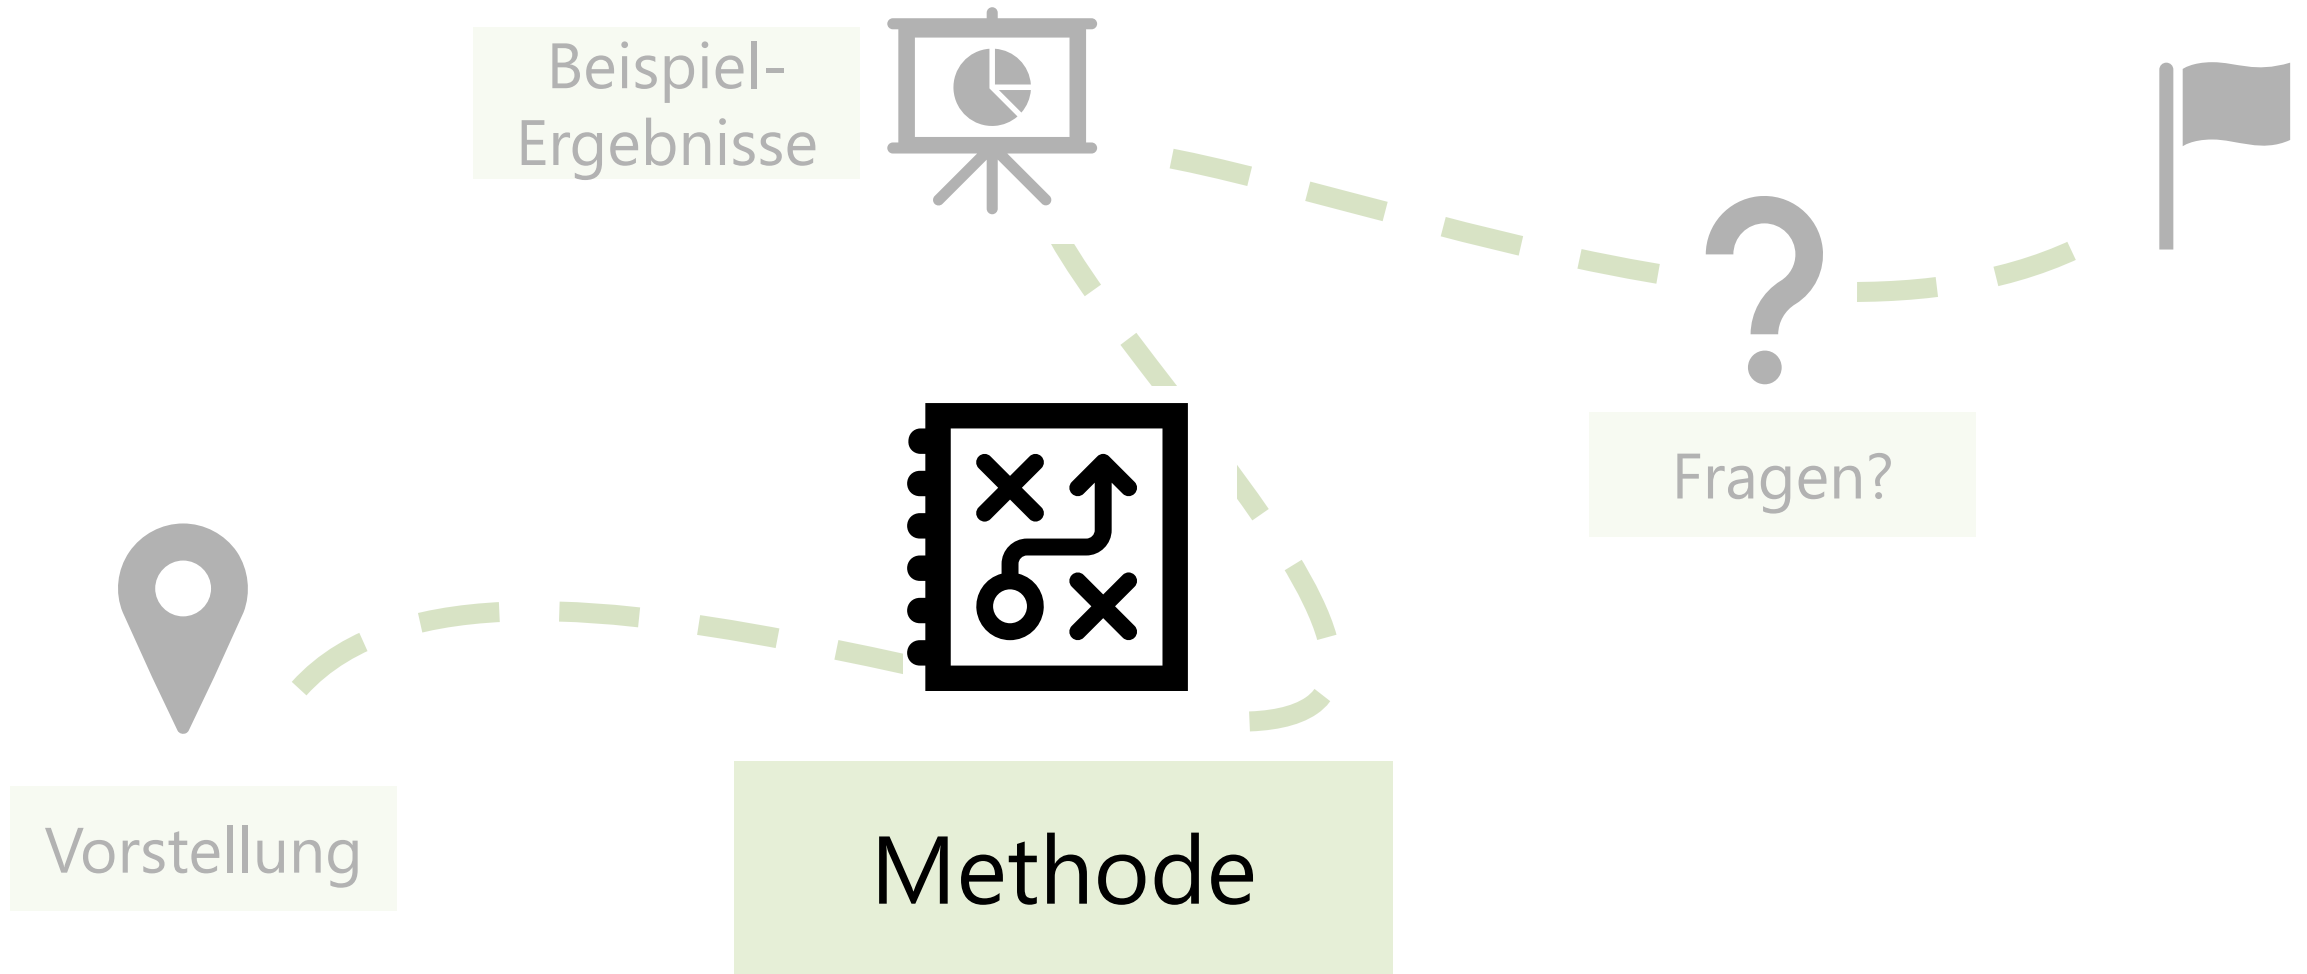 Beispiel-
Ergebnisse
Fragen?
Vorstellung
Methode